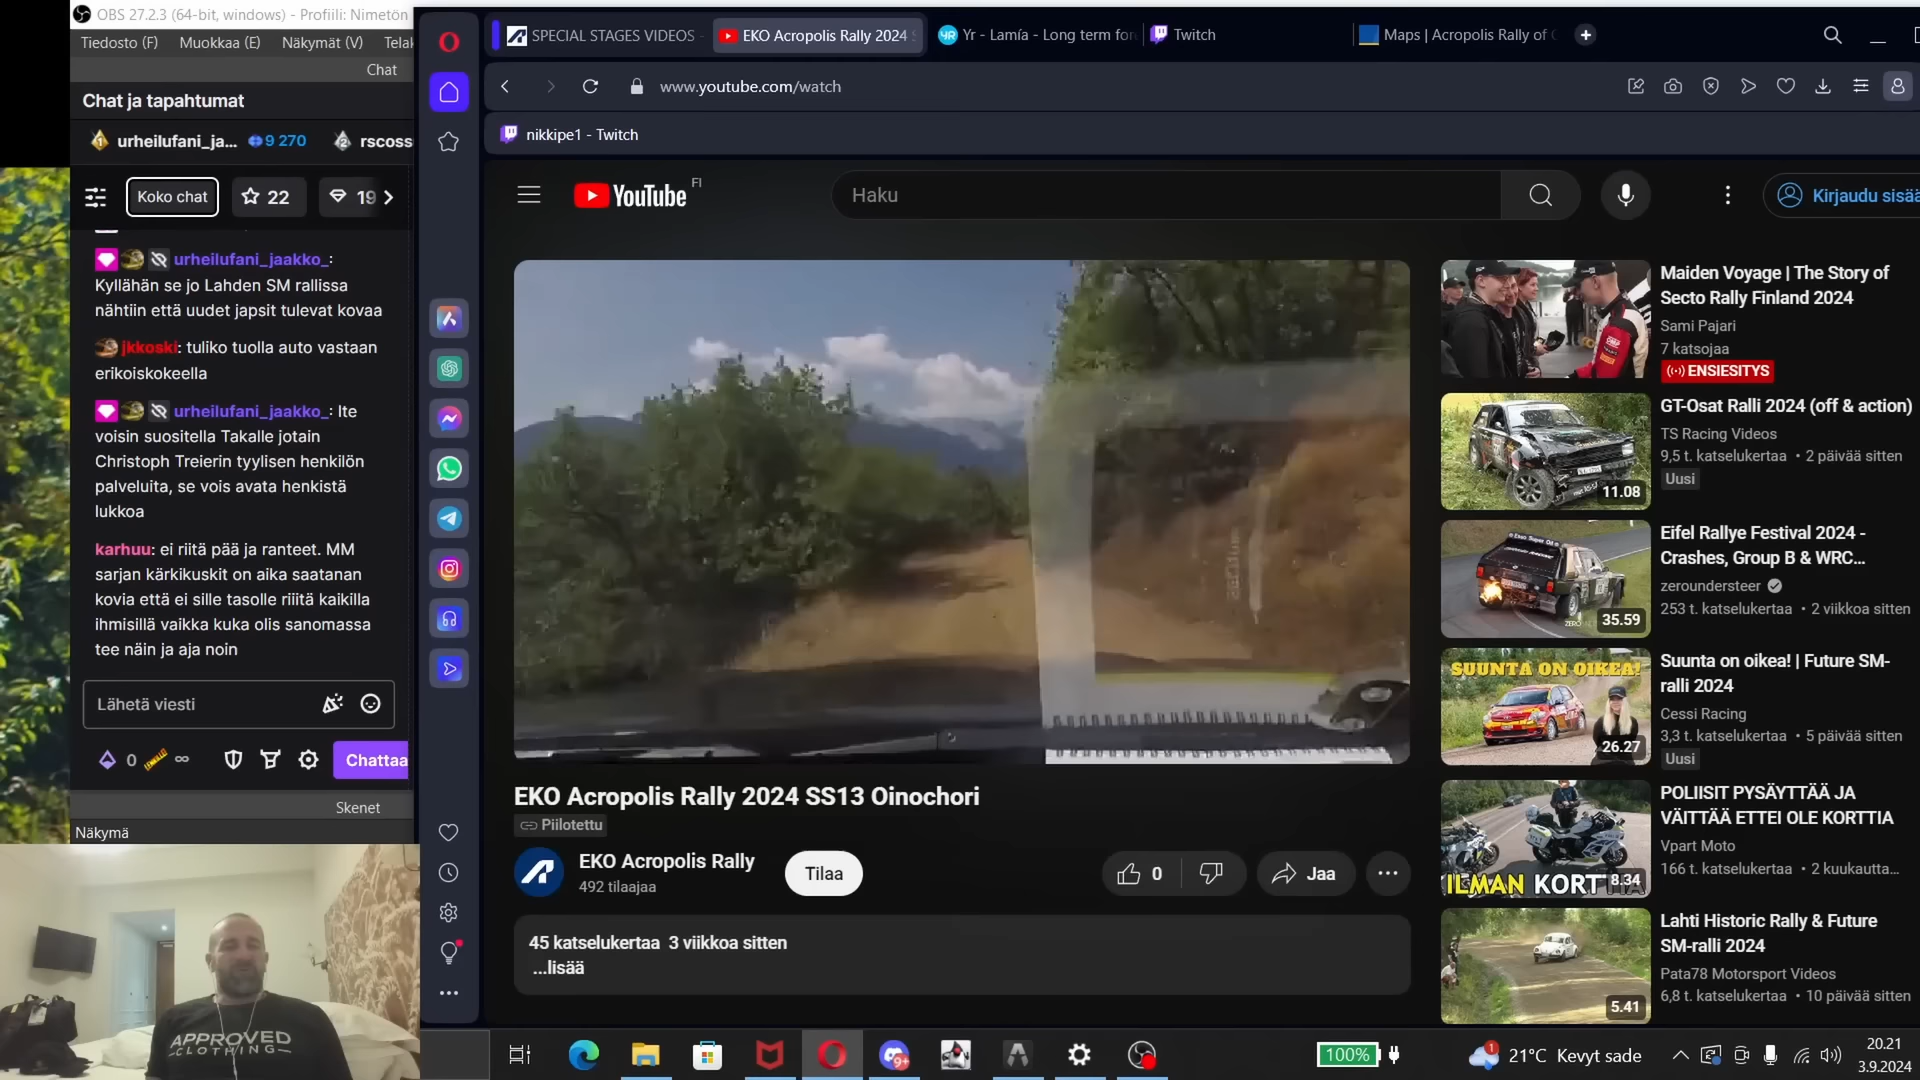 OBS 27.2.3 (64-bit, windows) - Profiili: Nimetön
Tiedosto (F) Muokkaa (E) Näkymät (V) Telak
Chat
Chat ja tapahtumat
urheilufani_ja... 9 270 rscoss
Koko chat 22 19
urheilufani_jaakko_:
Kyllähän se jo Lahden SM rallissa
nähtiin että uudet japsit tulevat kovaa
jkkoski: tuliko tuolla auto vastaan
erikoiskokeella
urheilufani_jaakko_: Ite
voisin suositella Takalle jotain
Christoph Treierin tyylisen henkilön
palveluita, se vois avata henkistä
lukkoa
karhuu: ei riitä pää ja ranteet. MM
sarjan kärkikuskit on aika saatanan
kovia että ei sille tasolle riiitä kaikilla
ihmisillä vaikka kuka olis sanomassa
tee näin ja aja noin
Lähetä viesti
0 ∞ Chattaa
Skenet
Näkymä
APPROVED
CLOTHING
SPECIAL STAGES VIDEOS -
EKO Acropolis Rally 2024 S
Yr - Lamía - Long term for
Twitch
Maps | Acropolis Rally of G
www.youtube.com/watch
nikkipe1 - Twitch
YouTube FI
Haku
Kirjaudu sisää
EKO Acropolis Rally 2024 SS13 Oinochori
Piilotettu
EKO Acropolis Rally
492 tilaajaa
Tilaa
0
Jaa
45 katselukertaa 3 viikkoa sitten
...lisää
Maiden Voyage | The Story of
Secto Rally Finland 2024
Sami Pajari
7 katsojaa
ENSIESITYS
GT-Osat Ralli 2024 (off & action)
TS Racing Videos
9,5 t. katselukertaa • 2 päivää sitten
Uusi
11.08
Eifel Rallye Festival 2024 -
Crashes, Group B & WRC...
zeroundersteer
253 t. katselukertaa • 2 viikkoa sitten
35.59
SUUNTA ON OIKEA!
Suunta on oikea! | Future SM-
ralli 2024
Cessi Racing
3,3 t. katselukertaa • 5 päivää sitten
Uusi
26.27
POLIISIT PYSÄYTTÄÄ JA
VÄITTÄÄ ETTEI OLE KORTTIA
Vpart Moto
166 t. katselukertaa • 2 kuukautta...
8.34
ILMAN KORTTIA
Lahti Historic Rally & Future
SM-ralli 2024
Pata78 Motorsport Videos
6,8 t. katselukertaa • 10 päivää sitten
5.41
9+
100%
1
21°C Kevyt sade
20.21
3.9.2024